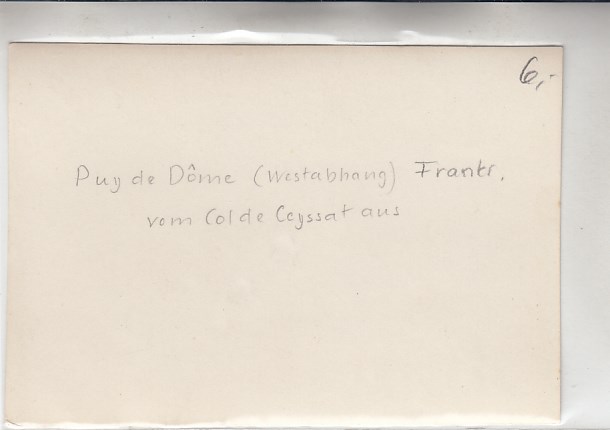 6,-
Puy de Dôme (Westabhang) Frankr.
vom Col de Ceyssat aus